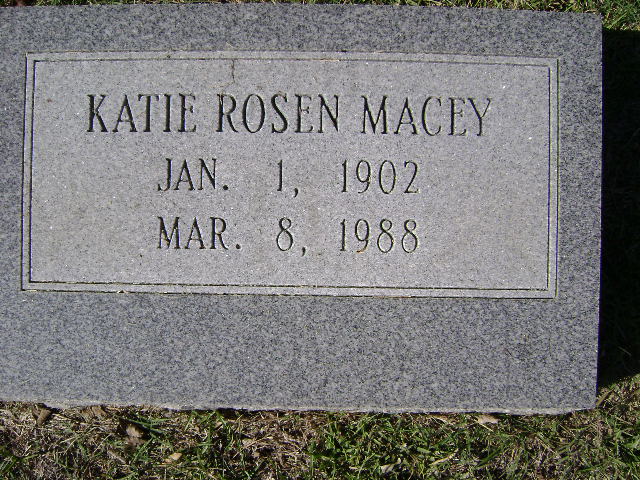 KATIE ROSEN MACEY
JAN. 1, 1902
MAR. 8, 1988